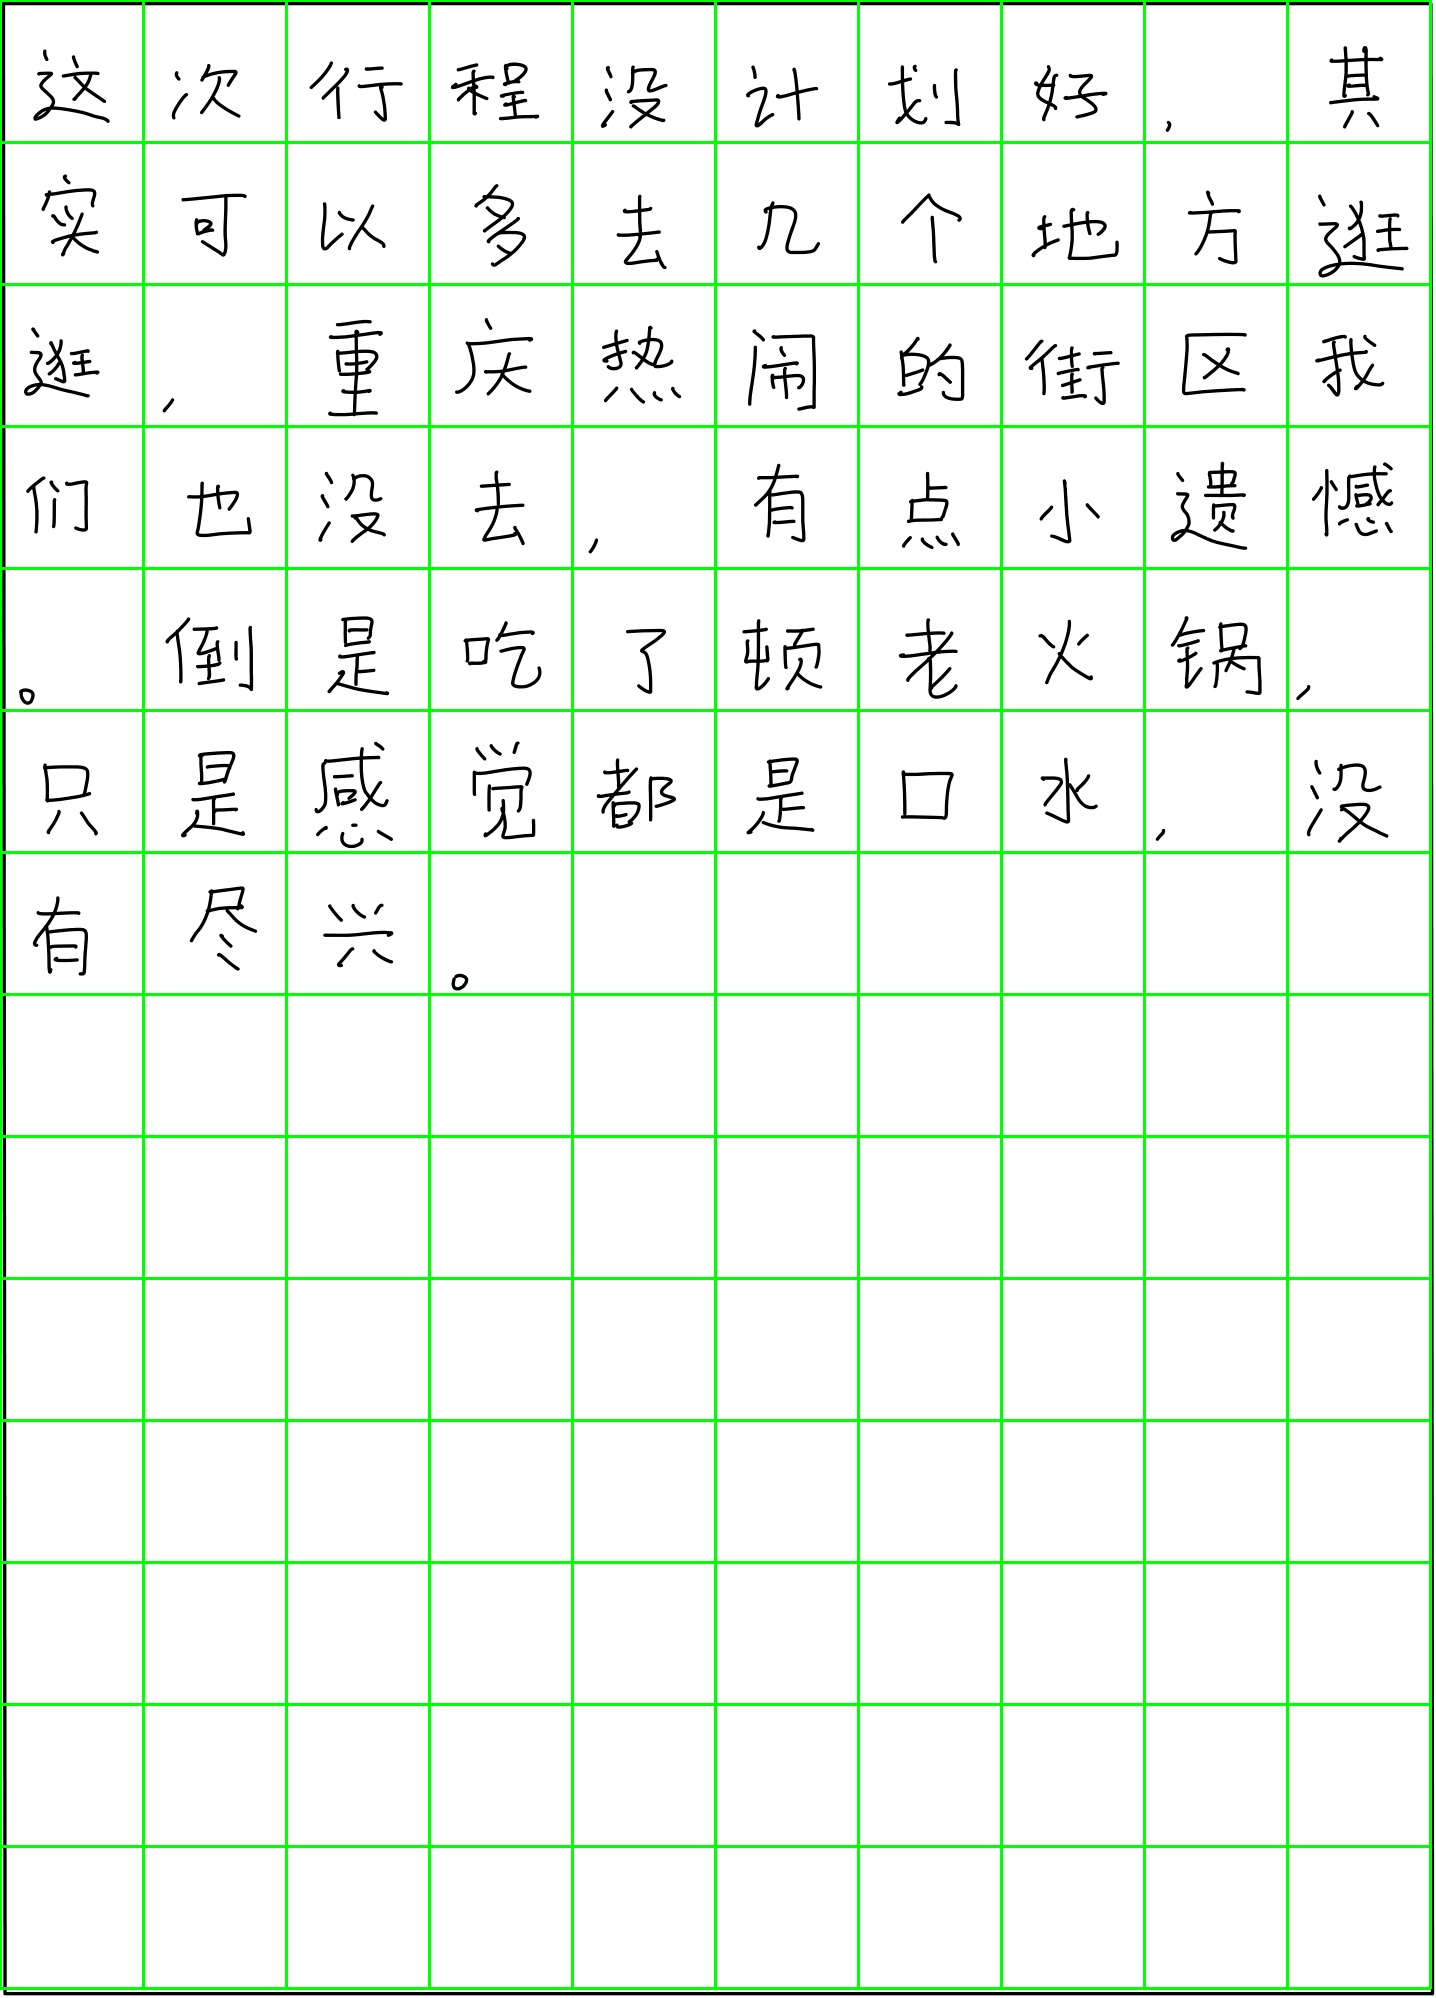 这次行程没计划好，其
实可以多去几个地方逛
逛，重庆热闹的街区我
们也没去，有点小遗憾
。倒是吃了顿老火锅，
只是感觉都是口水，没
有尽兴。